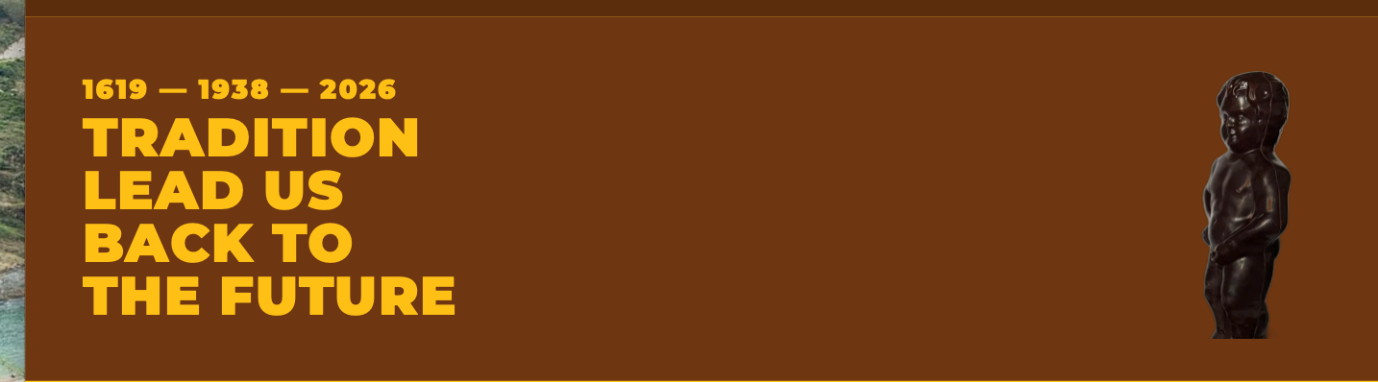 1619 — 1938 — 2026
TRADITION
LEAD US
BACK TO
THE FUTURE